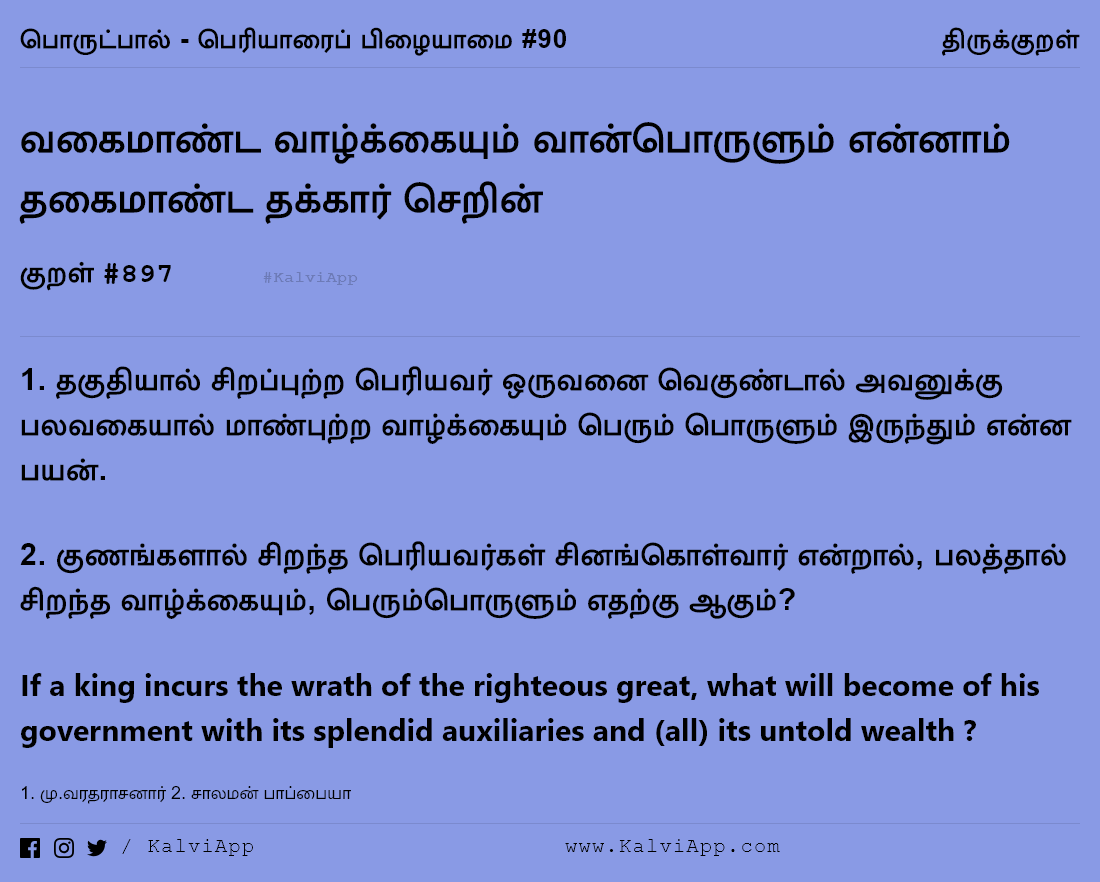 பொருட்பால் - பெரியாரைப் பிழையாமை #90 திருக்குறள்
வகைமாண்ட வாழ்க்கையும் வான்பொருளும் என்னாம்
தகைமாண்ட தக்கார் செறின்
குறள் #897 #KalviApp
1. தகுதியால் சிறப்புற்ற பெரியவர் ஒருவனை வெகுண்டால் அவனுக்கு
பலவகையால் மாண்புற்ற வாழ்க்கையும் பெரும் பொருளும் இருந்தும் என்ன
பயன்.
2. குணங்களால் சிறந்த பெரியவர்கள் சினங்கொள்வார் என்றால், பலத்தால்
சிறந்த வாழ்க்கையும், பெரும்பொருளும் எதற்கு ஆகும்?
If a king incurs the wrath of the righteous great, what will become of his
government with its splendid auxiliaries and (all) its untold wealth ?
1. மு.வரதராசனார் 2. சாலமன் பாப்பையா
/ KalviApp www.KalviApp.com